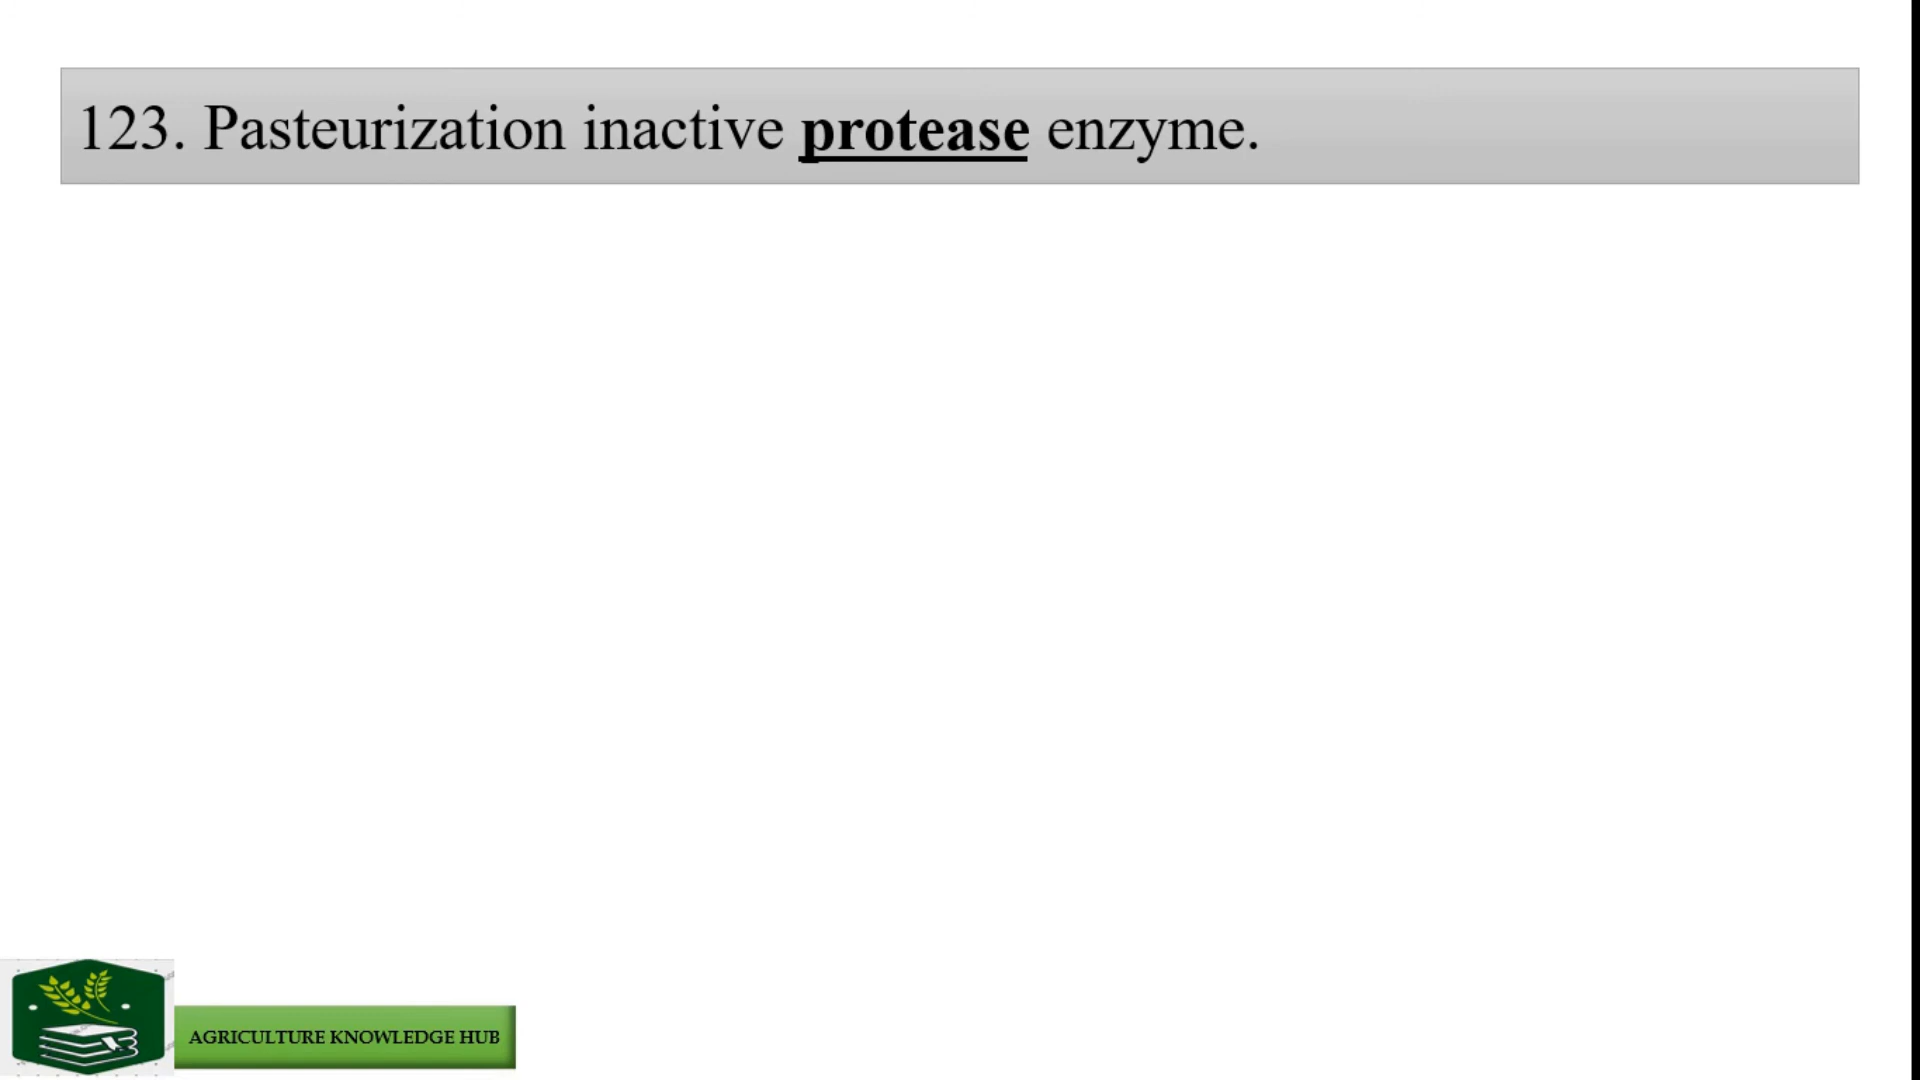 123. Pasteurization inactive protease enzyme.
AGRICULTURE KNOWLEDGE HUB